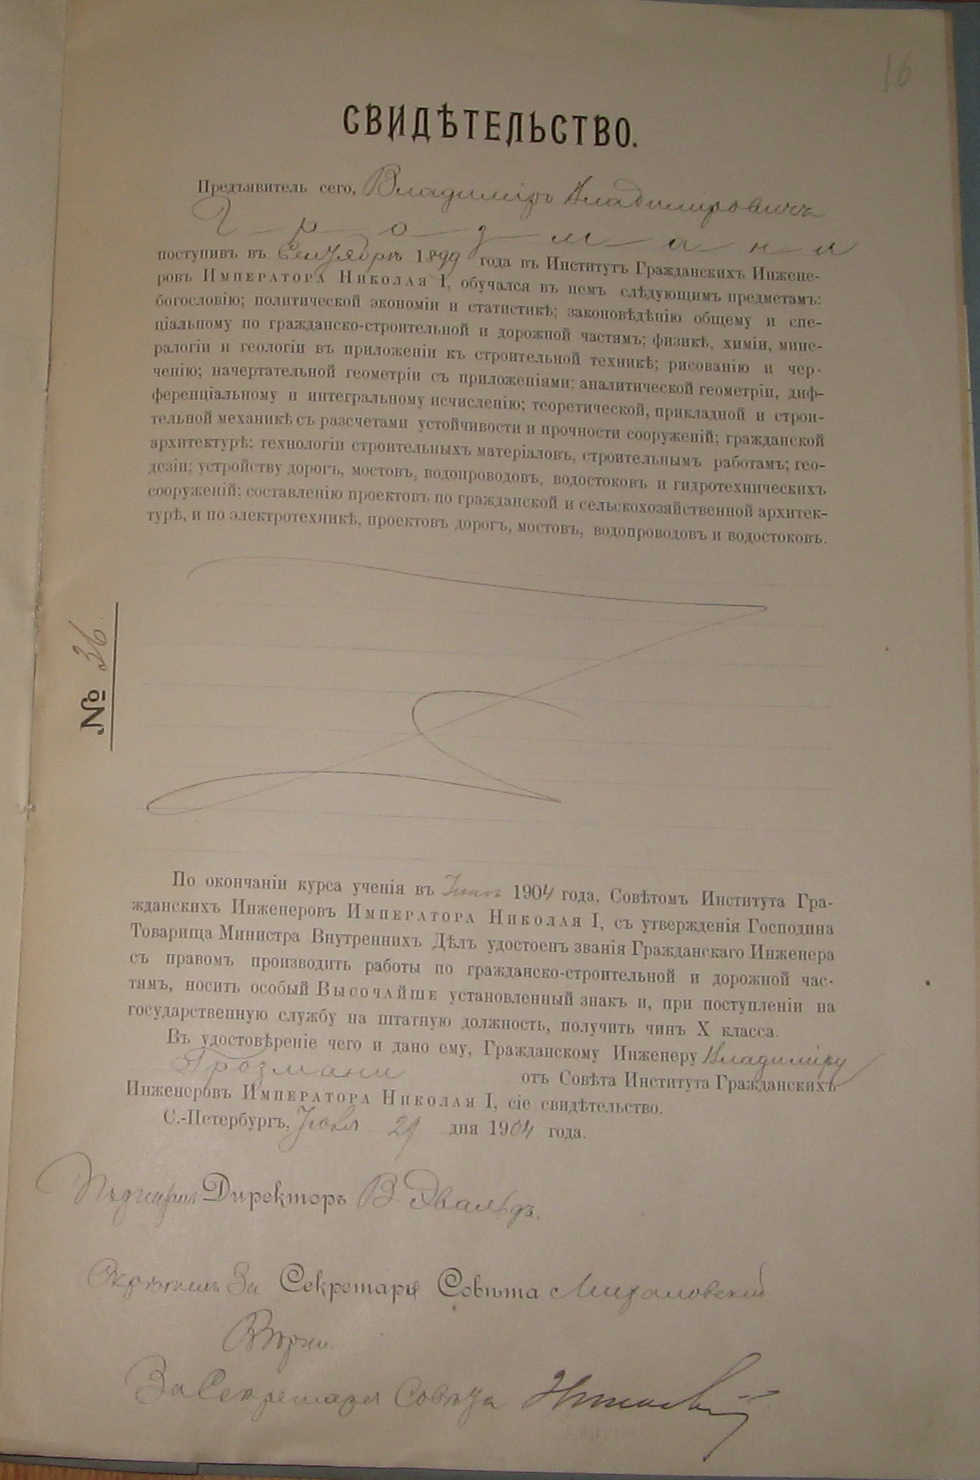 16
СВИДѢТЕЛЬСТВО.
Предъявитель сего, Владиміръ Владимировичъ
Грозмани
поступивъ въ Сентябрѣ 1899 года въ Институтъ Гражданскихъ Инжене-
ровъ Императора Николая I, обучался въ немъ слѣдующимъ предметамъ:
богословію; политической экономіи и статистикѣ; законовѣдѣнію общему и спе-
ціальному по гражданско-строительной и дорожной частямъ; физикѣ, химіи, мине-
ралогіи и геологіи въ приложеніи къ строительной техникѣ; рисованію и чер-
ченію; начертательной геометріи съ приложеніями; аналитической геометріи, диф-
ференціальному и интегральному исчисленію; теоретической, прикладной и строи-
тельной механикѣ съ разсчетами устойчивости и прочности сооруженій; гражданской
архитектурѣ; технологіи строительныхъ матеріаловъ, строительнымъ работамъ; гео-
дезіи; устройству дорогъ, мостовъ, водопроводовъ, водостоковъ и гидротехническихъ
сооруженій; составленію проектовъ по гражданской и сельскохозяйственной архитек-
турѣ, и по электротехникѣ, проектовъ дорогъ, мостовъ, водопроводовъ и водостоковъ.
№ 36.
По окончаніи курса ученія въ 1904 года, Совѣтомъ Института Гра-
жданскихъ Инженеровъ Императора Николая I, съ утвержденія Господина
Товарища Министра Внутреннихъ Дѣлъ удостоенъ званія Гражданскаго Инженера
съ правомъ производить работы по гражданско-строительной и дорожной час-
тямъ, носить особый Высочайше установленный знакъ и, при поступленіи на
государственную службу на штатную должность, получить чинъ X класса.
Въ удостовѣреніе чего и дано ему, Гражданскому Инженеру Владиміру
Грозмани отъ Совѣта Института Гражданскихъ
Инженеровъ Императора Николая I, сіе свидѣтельство.
С.-Петербургъ, Іюля 29 дня 1904 года.
Подписалъ Директоръ В. Эвальдъ.
Скрѣпилъ За Секретаря Совѣта Михаловскій
Вѣрно.
За Секретаря Совѣта